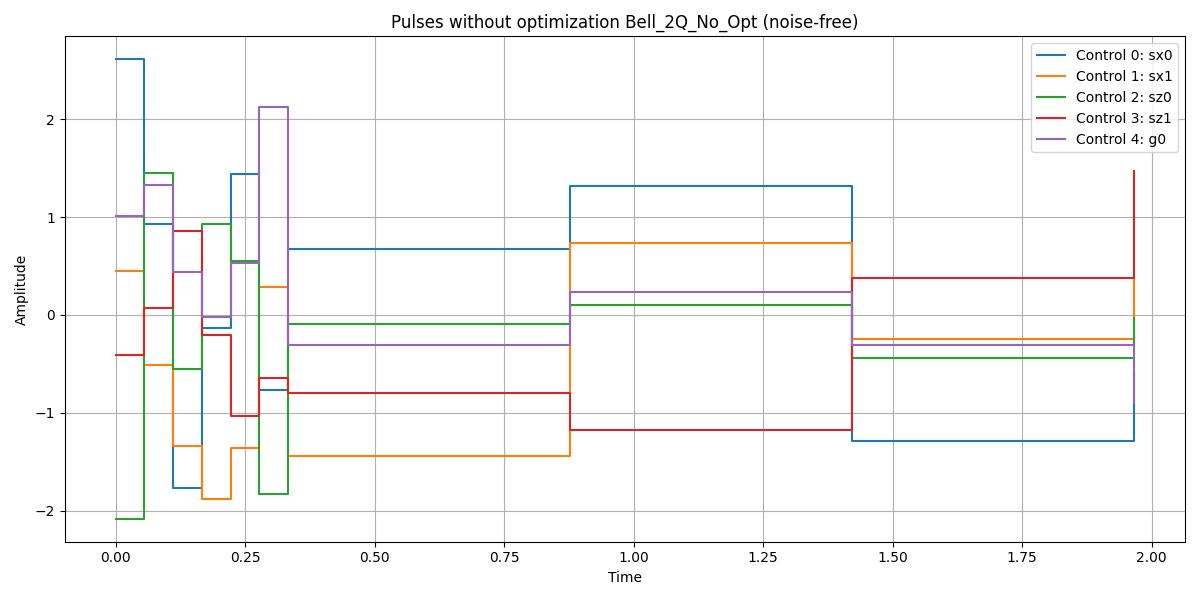 Pulses without optimization Bell_2Q_No_Opt (noise-free)
Control 0: sx0
Control 1: sx1
Control 2: sz0
Control 3: sz1
Control 4: g0
Amplitude
2
1
0
−1
−2
0.00 0.25 0.50 0.75 1.00 1.25 1.50 1.75 2.00
Time